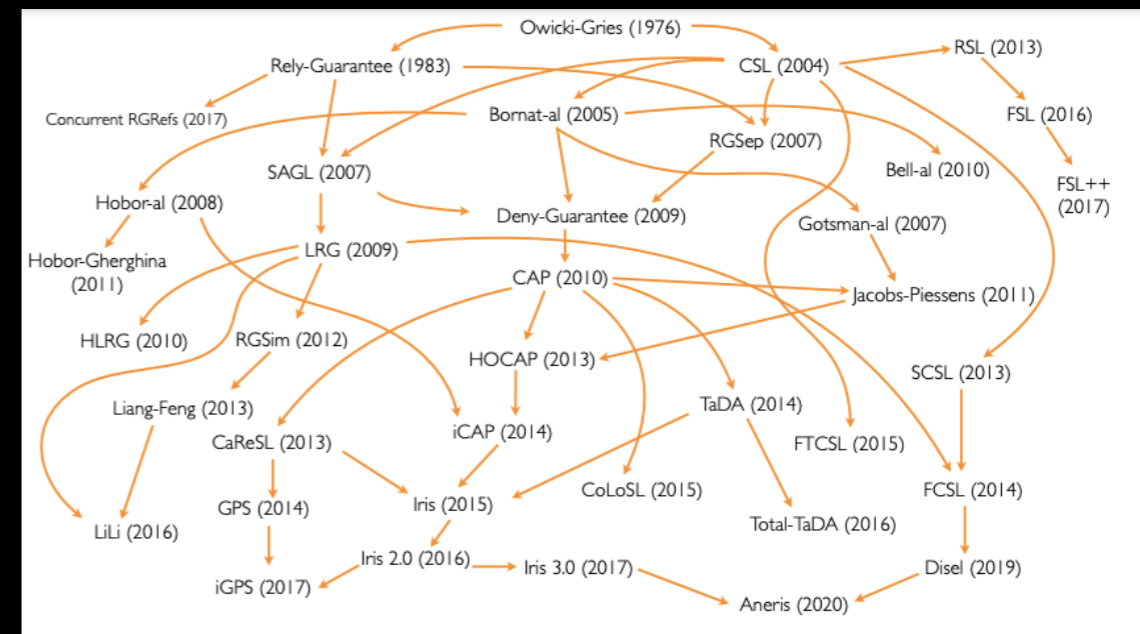 Owicki-Gries (1976)
RSL (2013)
Rely-Guarantee (1983)
CSL (2004)
Concurrent RGRefs (2017)
Bornat-al (2005)
FSL (2016)
RGSep (2007)
SAGL (2007)
Bell-al (2010)
FSL++
(2017)
Hobor-al (2008)
Deny-Guarantee (2009)
Gotsman-al (2007)
LRG (2009)
Hobor-Gherghina
(2011)
CAP (2010)
Jacobs-Piessens (2011)
HLRG (2010)
RGSim (2012)
HOCAP (2013)
SCSL (2013)
Liang-Feng (2013)
TaDA (2014)
CaReSL (2013)
iCAP (2014)
FTCSL (2015)
CoLoSL (2015)
FCSL (2014)
GPS (2014)
Iris (2015)
Total-TaDA (2016)
LiLi (2016)
Iris 2.0 (2016)
Iris 3.0 (2017)
Disel (2019)
iGPS (2017)
Aneris (2020)